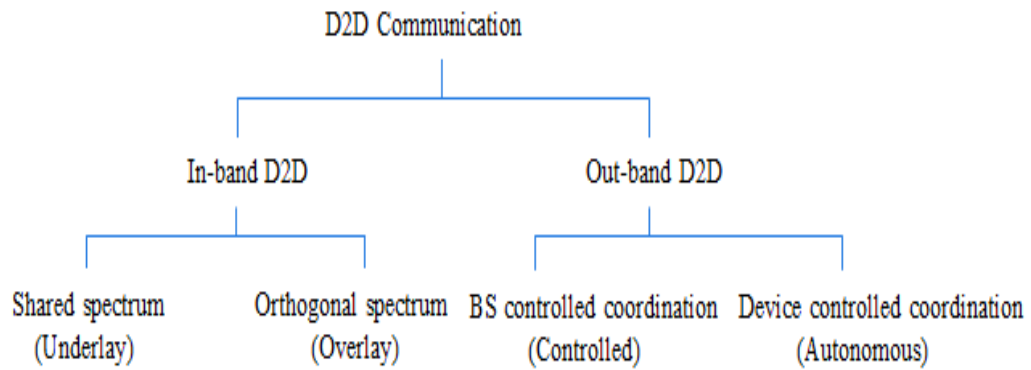 D2D Communication
In-band D2D
Out-band D2D
Shared spectrum
(Underlay)
Orthogonal spectrum
(Overlay)
BS controlled coordination
(Controlled)
Device controlled coordination
(Autonomous)